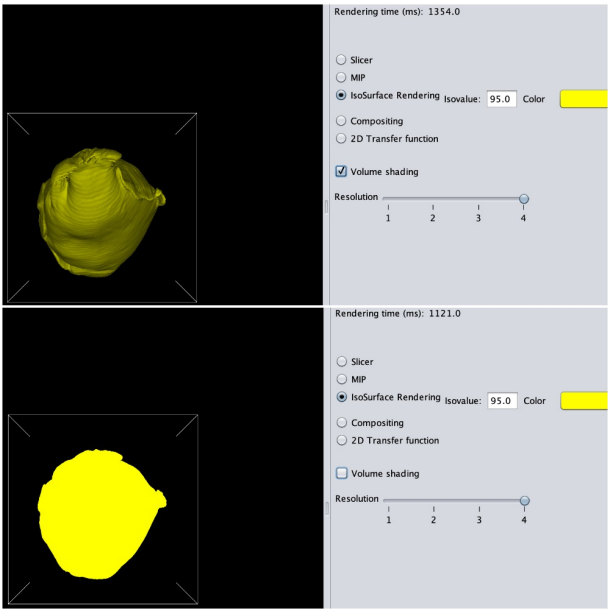 Rendering time (ms): 1354.0
Slicer
MIP
IsoSurface Rendering Isovalue: 95.0 Color
Compositing
2D Transfer function
Volume shading
Resolution
1 2 3 4
Rendering time (ms): 1121.0
Slicer
MIP
IsoSurface Rendering Isovalue: 95.0 Color
Compositing
2D Transfer function
Volume shading
Resolution
1 2 3 4